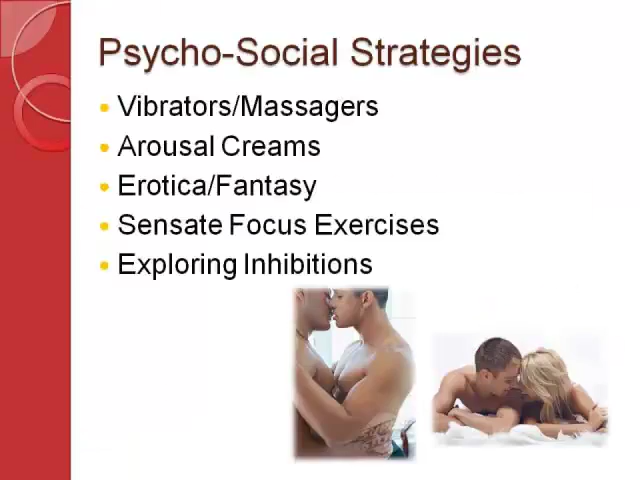 Psycho-Social Strategies
Vibrators/Massagers
Arousal Creams
Erotica/Fantasy
Sensate Focus Exercises
Exploring Inhibitions